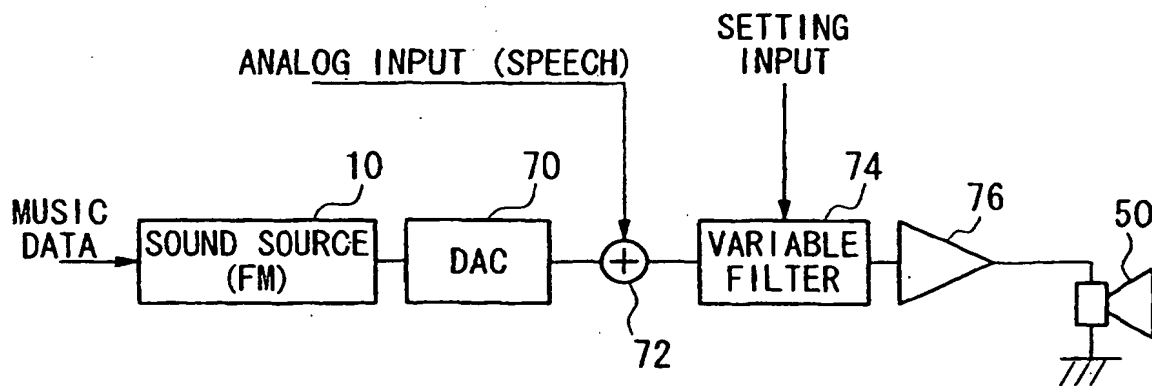 SETTING
INPUT
ANALOG INPUT (SPEECH)
10
70
74
76
50
MUSIC
DATA
SOUND SOURCE
(FM)
DAC
VARIABLE
FILTER
72